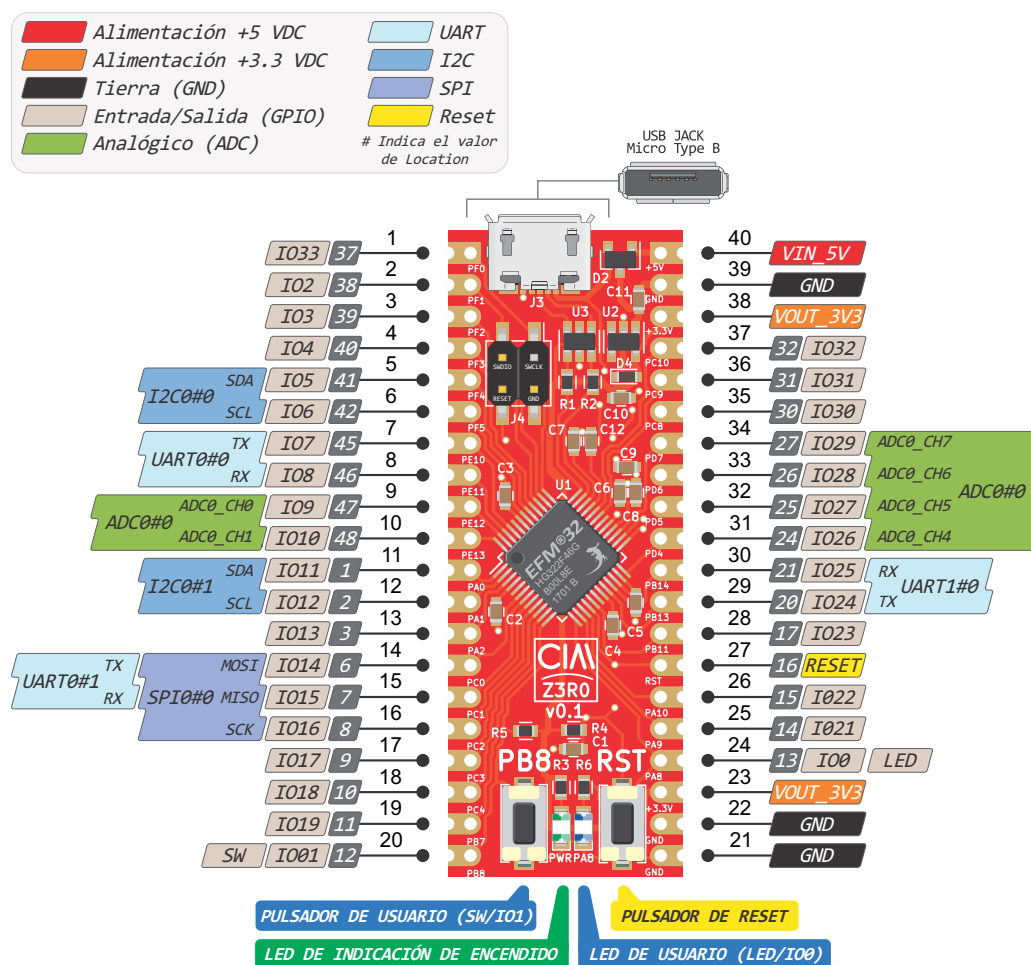 Alimentación +5 VDC
Alimentación +3.3 VDC
Tierra (GND)
Entrada/Salida (GPIO)
Analógico (ADC)
UART
I2C
SPI
Reset
# Indica el valor
de Location
USB JACK
Micro Type B
IO33 37 1
IO2 38 2
IO3 39 3
IO4 40 4
I2C0#0 SDA IO5 41 5
SCL IO6 42 6
UART0#0 TX IO7 45 7
RX IO8 46 8
ADC0#0 ADC0_CH0 IO9 47 9
ADC0_CH1 IO10 48 10
I2C0#1 SDA IO11 1 11
SCL IO12 2 12
IO13 3 13
UART0#1 TX SPI0#0 MOSI IO14 6 14
RX MISO IO15 7 15
SCK IO16 8 16
IO17 9 17
IO18 10 18
IO19 11 19
SW IO01 12 20
PF0
PF1
PF2
PF3
PF4
PF5
PE10
PE11
PE12
PE13
PA0
PA1
PA2
PC0
PC1
PC2
PC3
PC4
PB7
PB8
J3
D2
C11
U3 U2
SWDIO SWCLK
RESET GND
J4
D4
R1 R2
C10
C7 C12
C9
C3
C6
C8
U1
EFM®32
HG322F46G
B00L8E
1701 B
C2
C5
C4
CIM
Z3R0
v0.1
R5
R4
C1
PB8
R3 R6
RST
PWR PA8
+5V
GND
+3.3V
PC10
PC9
PC8
PD7
PD6
PD5
PD4
PB14
PB13
PB11
RST
PA10
PA9
PA8
+3.3V
GND
GND
40 VIN_5V
39 GND
38 VOUT_3V3
37 32 IO32
36 31 IO31
35 30 IO30
34 27 IO29 ADC0_CH7
33 26 IO28 ADC0_CH6 ADC0#0
32 25 IO27 ADC0_CH5
31 24 IO26 ADC0_CH4
30 21 IO25 RX UART1#0
29 20 IO24 TX
28 17 IO23
27 16 RESET
26 15 I022
25 14 I021
24 13 IO0 LED
23 VOUT_3V3
22 GND
21 GND
PULSADOR DE USUARIO (SW/IO1)
PULSADOR DE RESET
LED DE INDICACIÓN DE ENCENDIDO
LED DE USUARIO (LED/IO0)